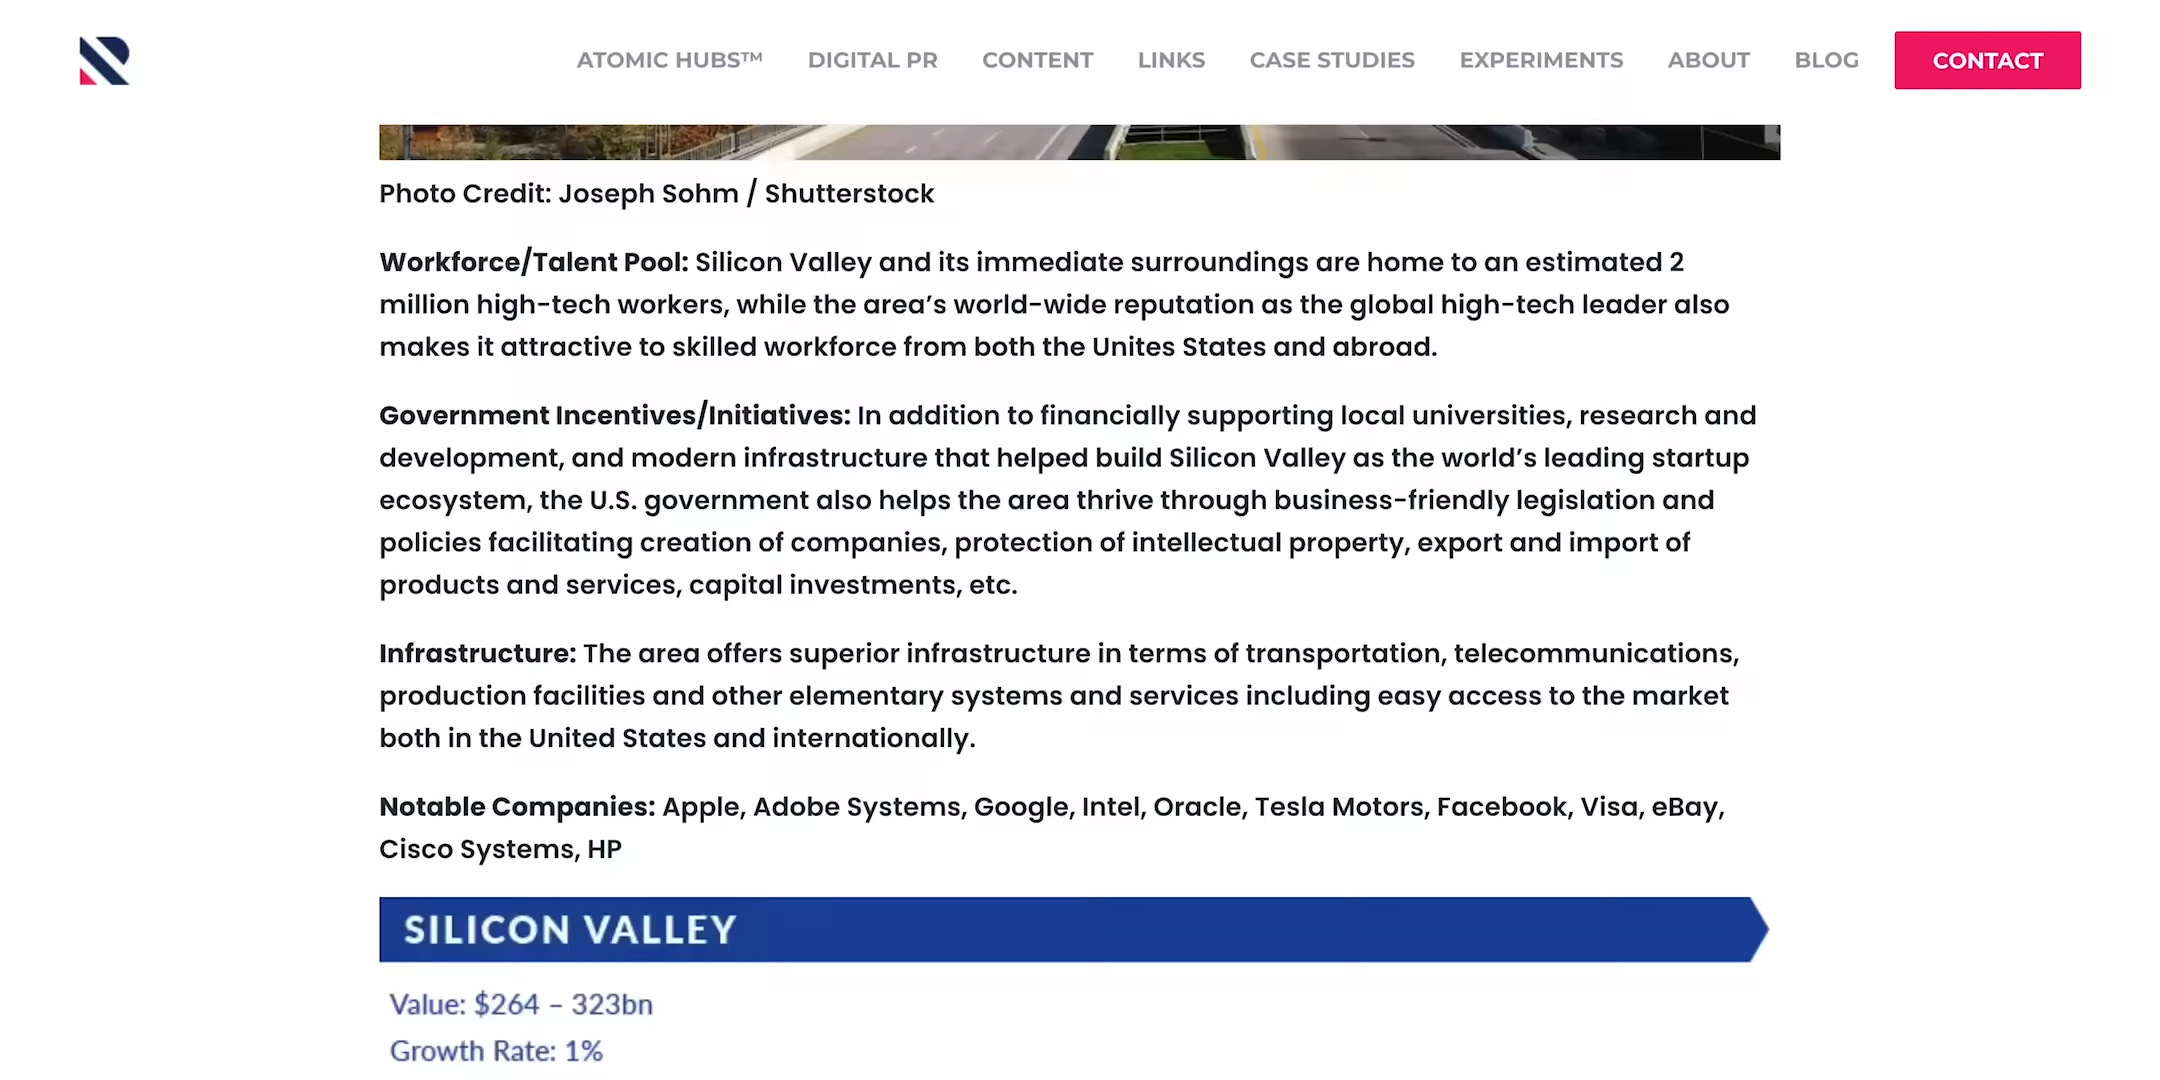 ATOMIC HUBS™ DIGITAL PR CONTENT LINKS CASE STUDIES EXPERIMENTS ABOUT BLOG CONTACT
Photo Credit: Joseph Sohm / Shutterstock
Workforce/Talent Pool: Silicon Valley and its immediate surroundings are home to an estimated 2
million high-tech workers, while the area’s world-wide reputation as the global high-tech leader also
makes it attractive to skilled workforce from both the Unites States and abroad.
Government Incentives/Initiatives: In addition to financially supporting local universities, research and
development, and modern infrastructure that helped build Silicon Valley as the world’s leading startup
ecosystem, the U.S. government also helps the area thrive through business-friendly legislation and
policies facilitating creation of companies, protection of intellectual property, export and import of
products and services, capital investments, etc.
Infrastructure: The area offers superior infrastructure in terms of transportation, telecommunications,
production facilities and other elementary systems and services including easy access to the market
both in the United States and internationally.
Notable Companies: Apple, Adobe Systems, Google, Intel, Oracle, Tesla Motors, Facebook, Visa, eBay,
Cisco Systems, HP
SILICON VALLEY
Value: $264 – 323bn
Growth Rate: 1%